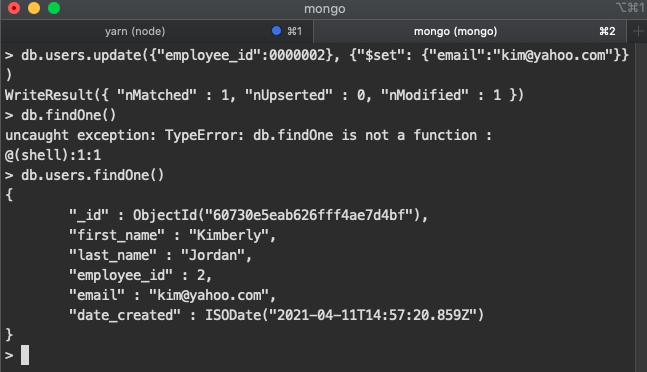 mongo
⌥⌘1
yarn (node)
⌘1
mongo (mongo)
⌘2
> db.users.update({"employee_id":0000002}, {"$set": {"email":"kim@yahoo.com"}}
)
WriteResult({ "nMatched" : 1, "nUpserted" : 0, "nModified" : 1 })
> db.findOne()
uncaught exception: TypeError: db.findOne is not a function :
@(shell):1:1
> db.users.findOne()
{
"_id" : ObjectId("60730e5eab626fff4ae7d4bf"),
"first_name" : "Kimberly",
"last_name" : "Jordan",
"employee_id" : 2,
"email" : "kim@yahoo.com",
"date_created" : ISODate("2021-04-11T14:57:20.859Z")
}
>